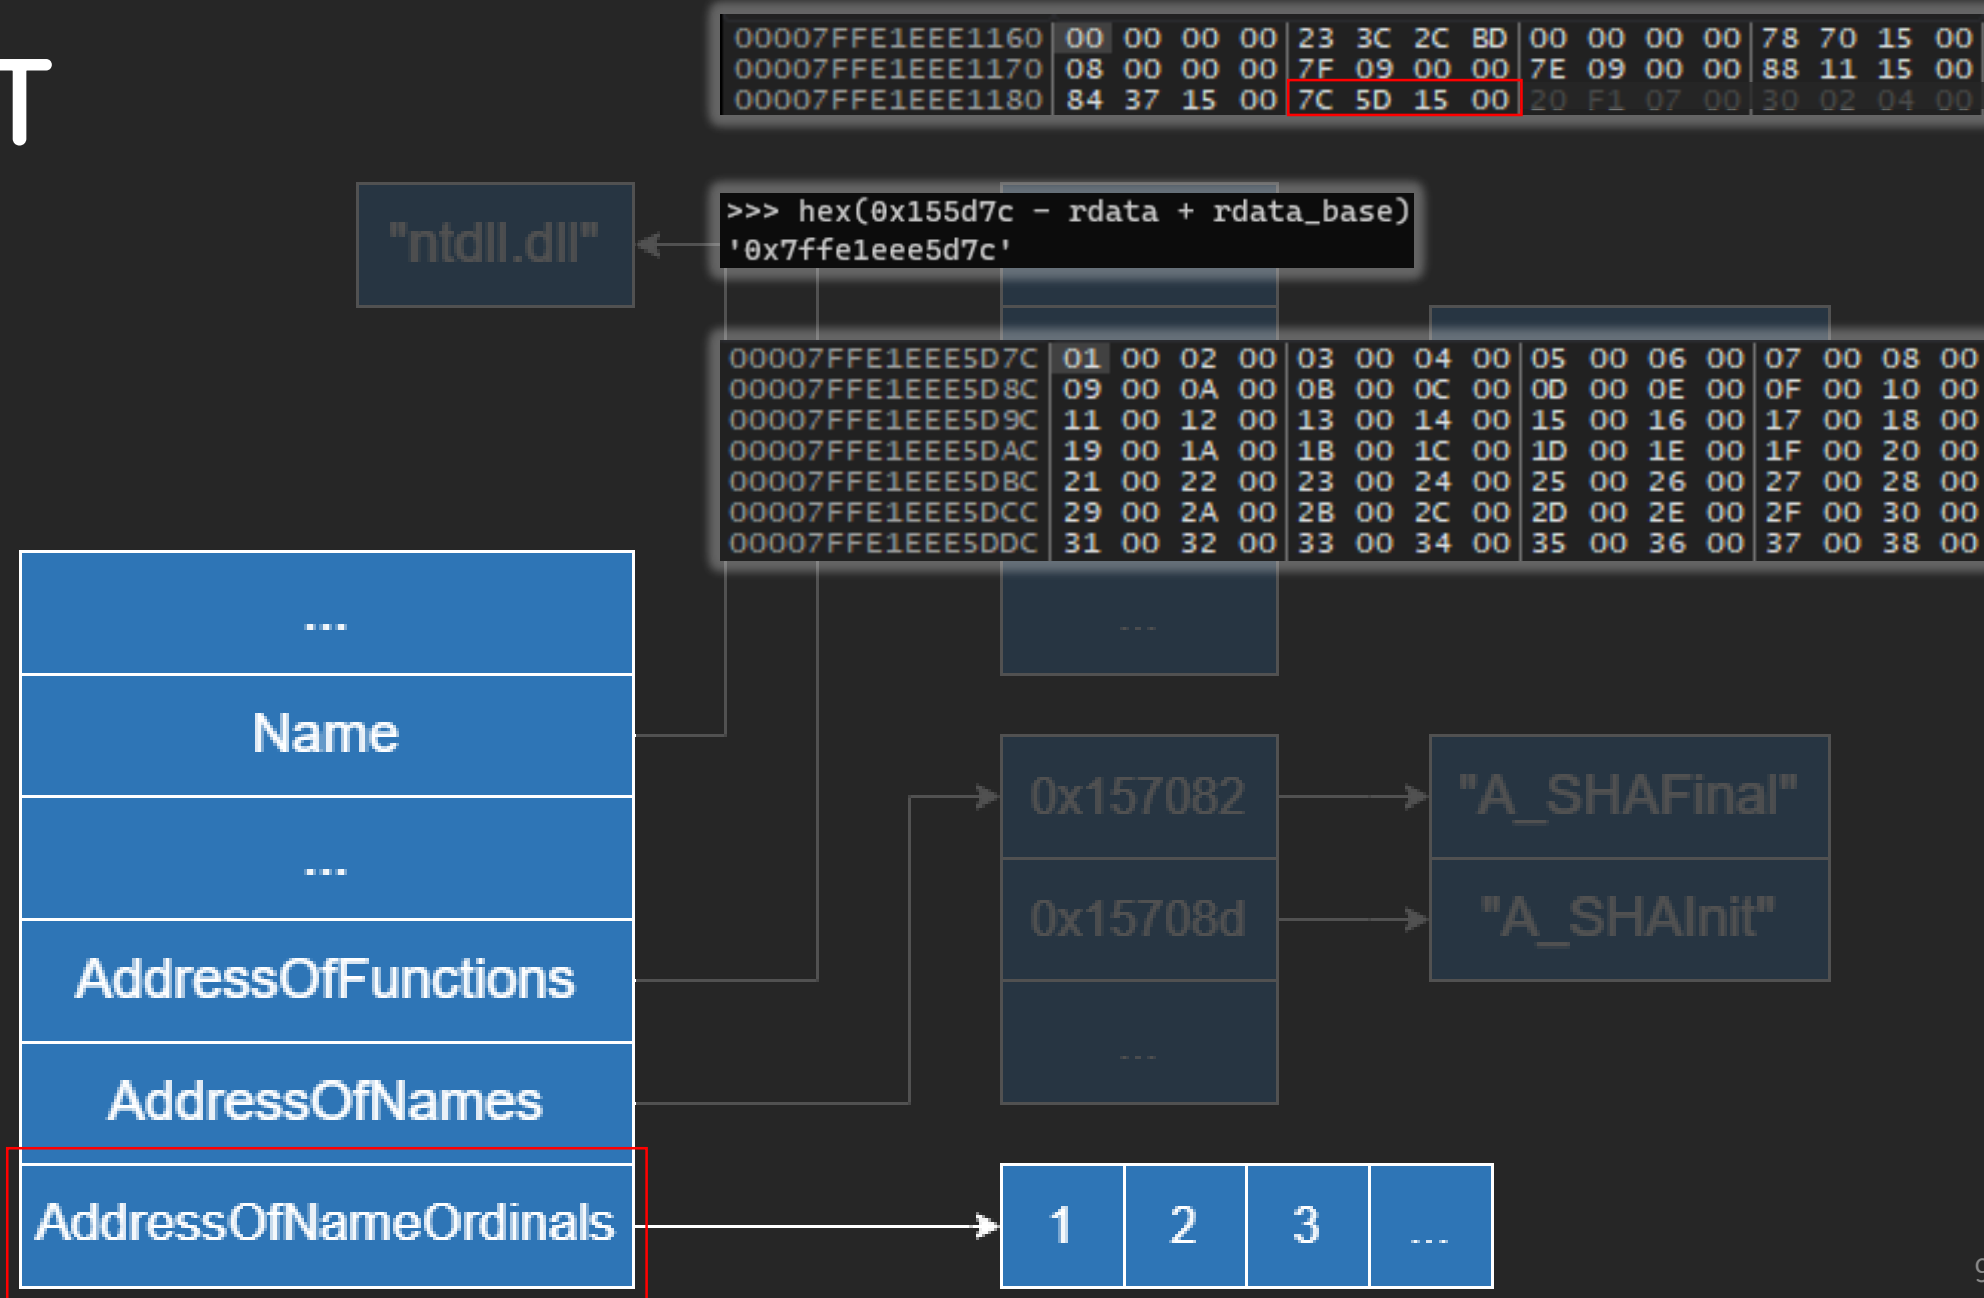 T
00007FFE1EEE1160 00 00 00 00 23 3C 2C BD 00 00 00 00 78 70 15 00
00007FFE1EEE1170 08 00 00 00 7F 09 00 00 7E 09 00 00 88 11 15 00
00007FFE1EEE1180 84 37 15 00 7C 5D 15 00 20 F1 07 00 30 02 04 00
"ntdll.dll"
>>> hex(0x155d7c - rdata + rdata_base)
'0x7ffe1eee5d7c'
00007FFE1EEE5D7C 01 00 02 00 03 00 04 00 05 00 06 00 07 00 08 00
00007FFE1EEE5D8C 09 00 0A 00 0B 00 0C 00 0D 00 0E 00 0F 00 10 00
00007FFE1EEE5D9C 11 00 12 00 13 00 14 00 15 00 16 00 17 00 18 00
00007FFE1EEE5DAC 19 00 1A 00 1B 00 1C 00 1D 00 1E 00 1F 00 20 00
00007FFE1EEE5DBC 21 00 22 00 23 00 24 00 25 00 26 00 27 00 28 00
00007FFE1EEE5DCC 29 00 2A 00 2B 00 2C 00 2D 00 2E 00 2F 00 30 00
00007FFE1EEE5DDC 31 00 32 00 33 00 34 00 35 00 36 00 37 00 38 00
...
...
Name
0x157082
"A_SHAFinal"
...
0x15708d
"A_SHAInit"
AddressOfFunctions
...
AddressOfNames
AddressOfNameOrdinals
1
2
3
...
9